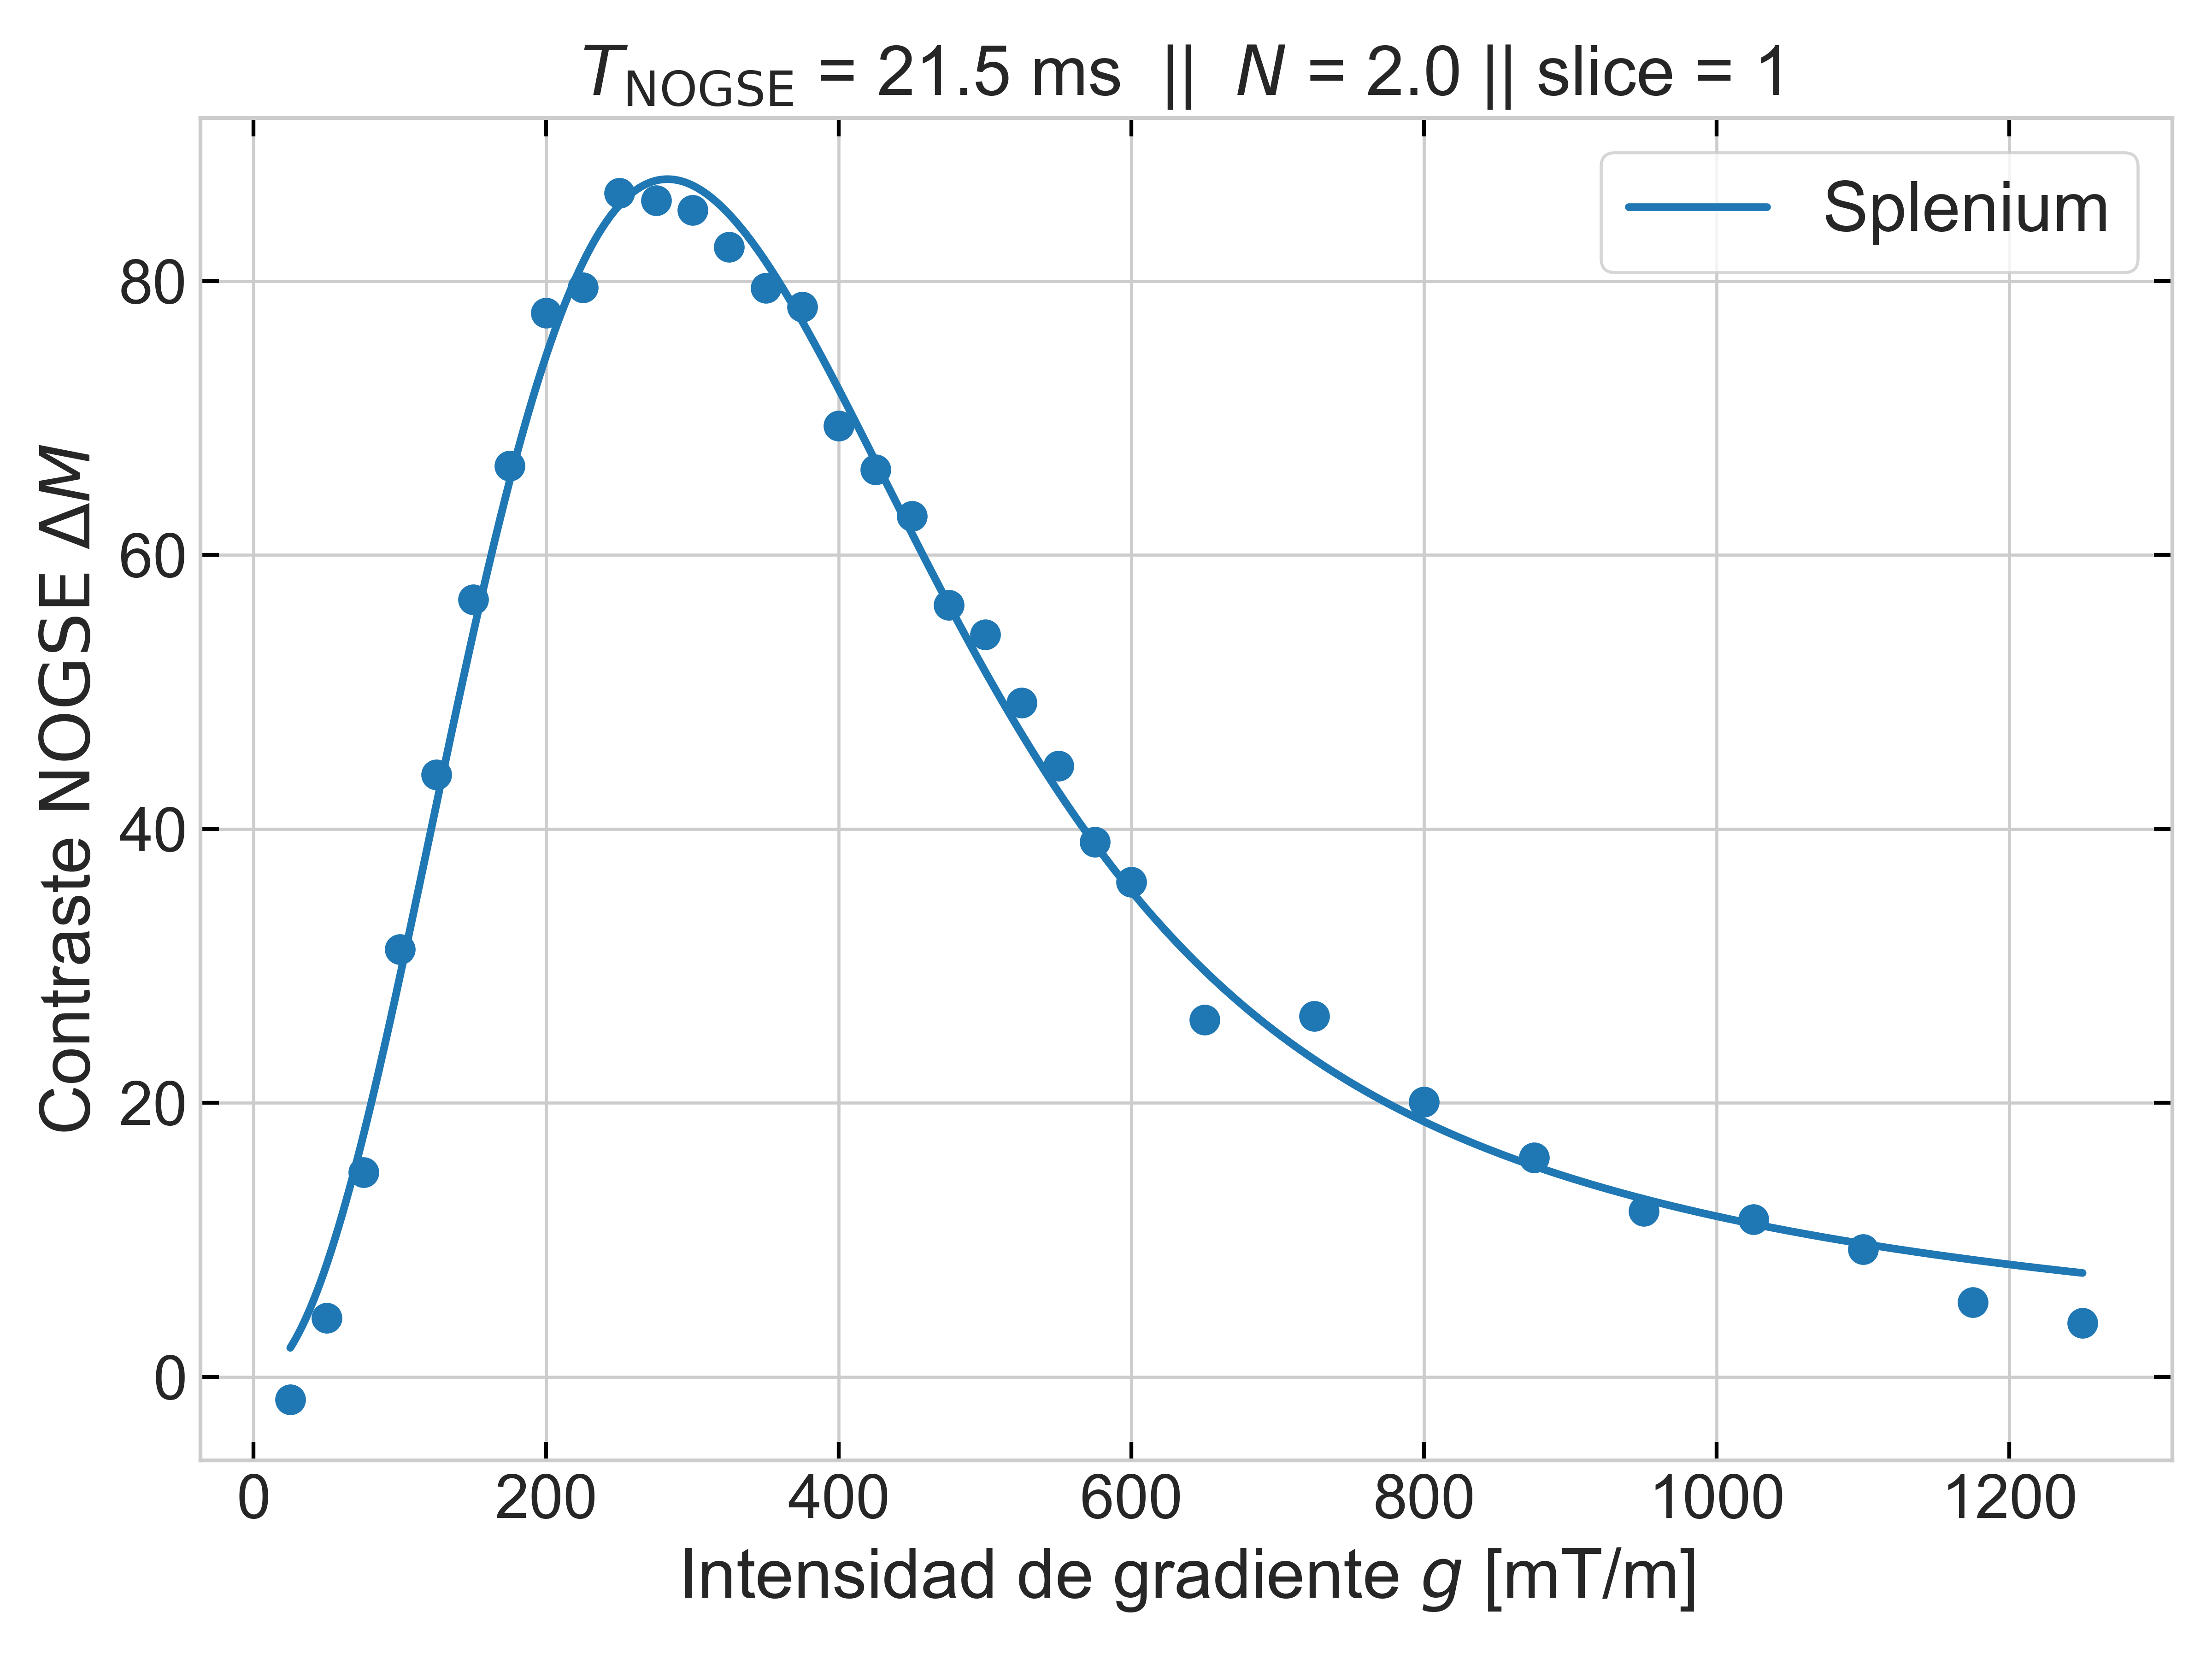 T_NOGSE = 21.5 ms || N = 2.0 || slice = 1
Splenium
Contraste NOGSE ΔM
80
60
40
20
0
0 200 400 600 800 1000 1200
Intensidad de gradiente g [mT/m]